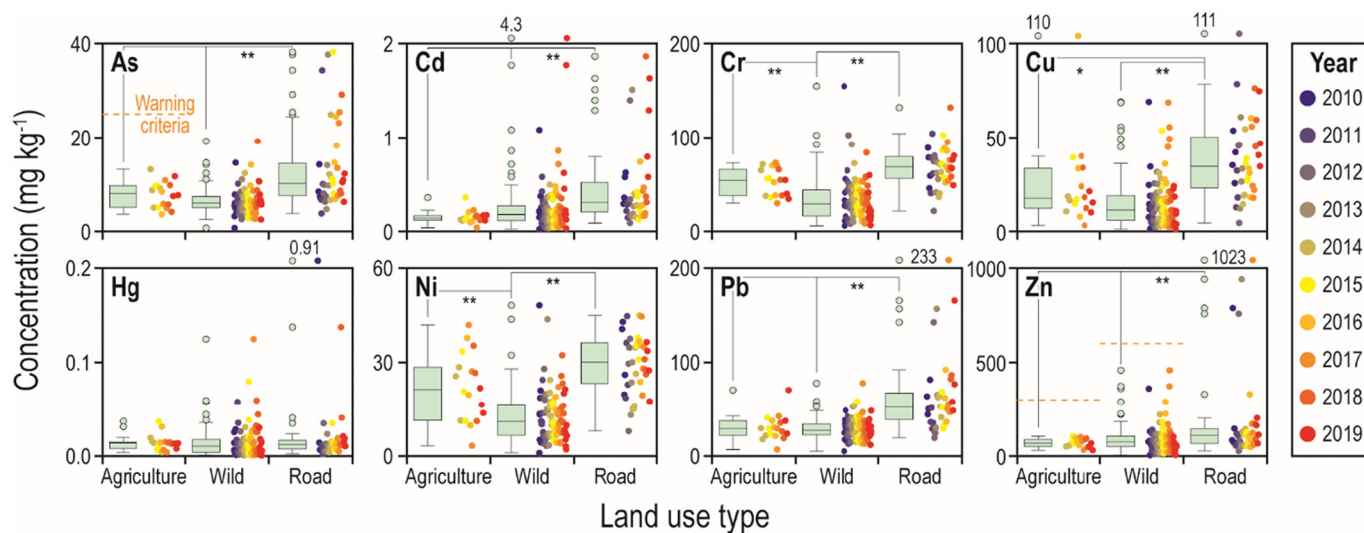 4.3 110 111
40 As ** 2 Cd ** 200 Cr ** ** 100 Cu * ** Year
Warning
criteria
20 1 100 50
0 0 0 0
2010
2011
2012
2013
2014
2015
2016
2017
2018
2019
Concentration (mg kg⁻¹)
0.91 233 1023
0.2 Hg 60 Ni ** ** 200 Pb ** 1000 Zn **
0.1 30 100 500
0.0 0 0 0
Agriculture Wild Road Agriculture Wild Road Agriculture Wild Road Agriculture Wild Road
Land use type